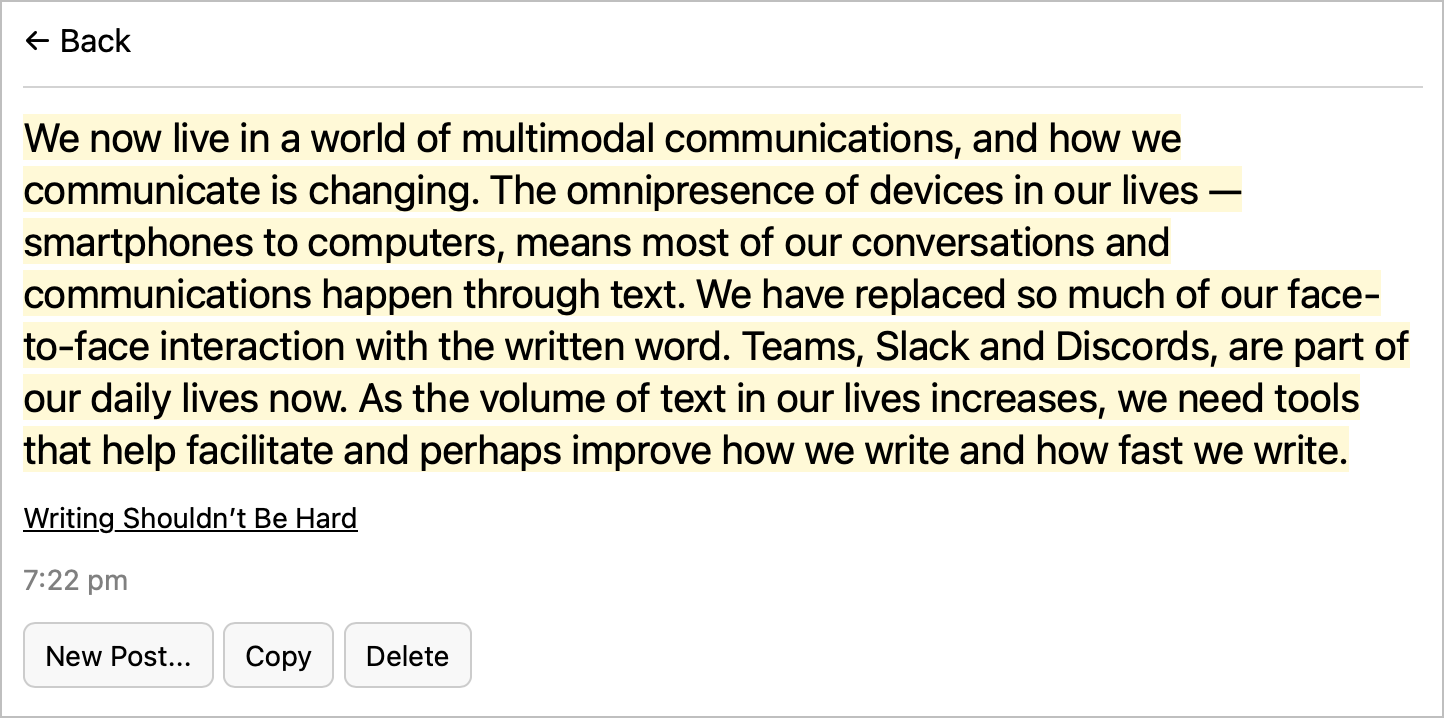 ← Back
We now live in a world of multimodal communications, and how we
communicate is changing. The omnipresence of devices in our lives —
smartphones to computers, means most of our conversations and
communications happen through text. We have replaced so much of our face-
to-face interaction with the written word. Teams, Slack and Discords, are part of
our daily lives now. As the volume of text in our lives increases, we need tools
that help facilitate and perhaps improve how we write and how fast we write.
Writing Shouldn’t Be Hard
7:22 pm
New Post... Copy Delete